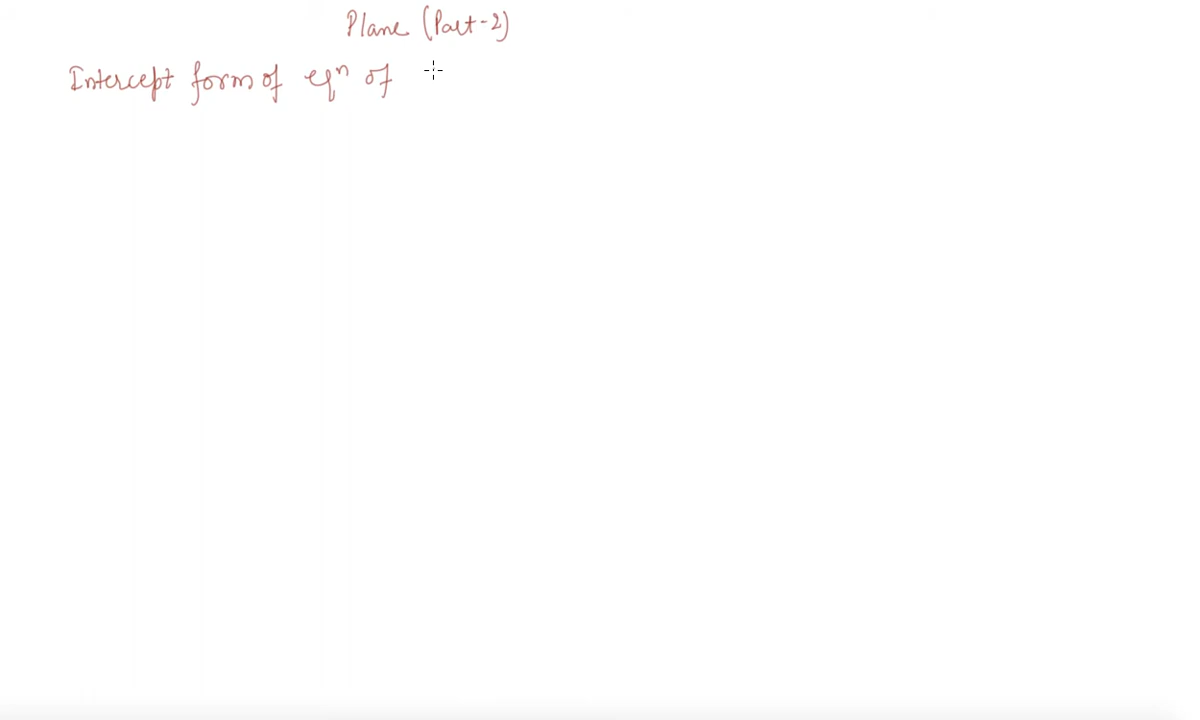 Plane (Part-2)
Intercept form of eqⁿ of